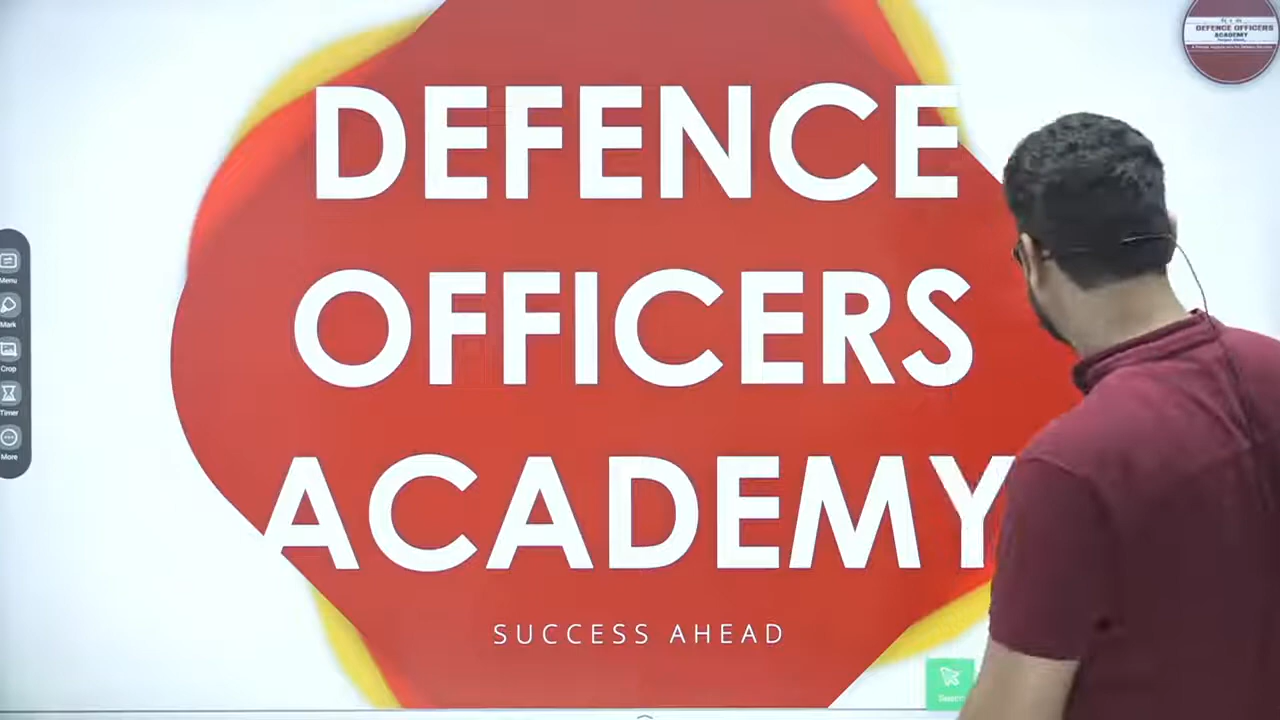 DEFENCE
OFFICERS
ACADEMY
SUCCESS AHEAD
DEFENCE OFFICERS
ACADEMY
Menu
Mark
Crop
Timer
More